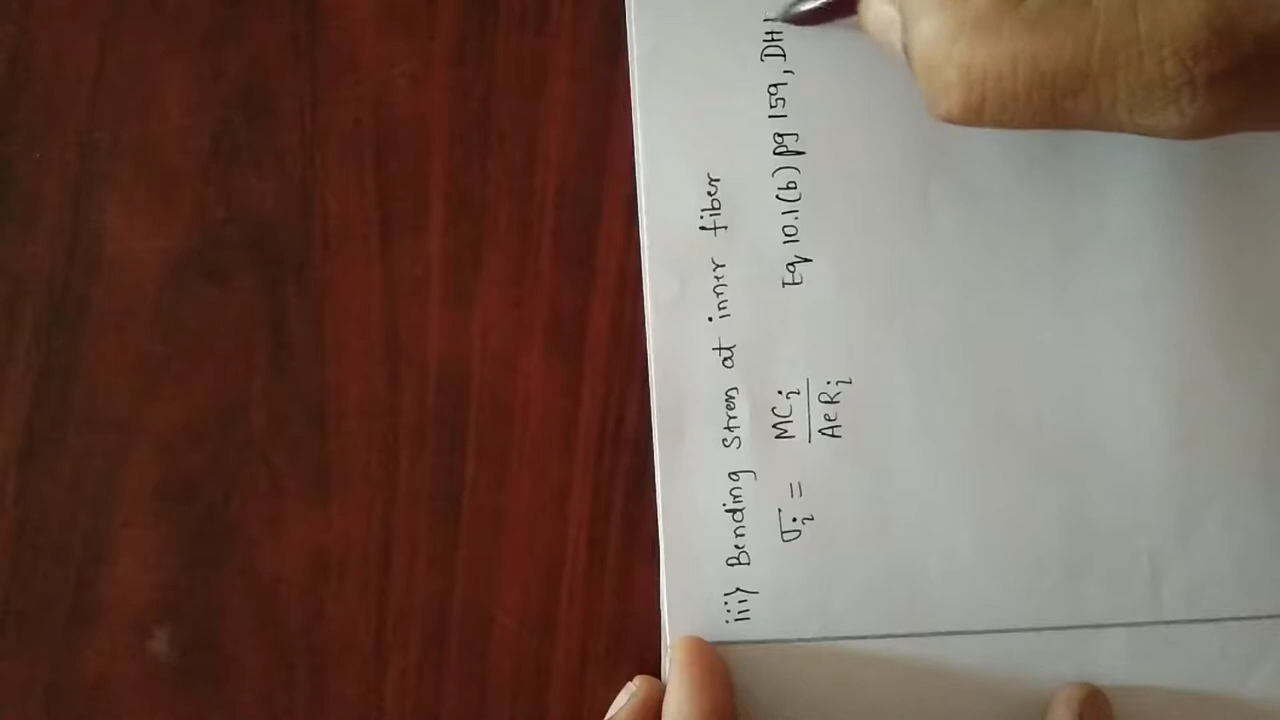 iii) Bending Stress at inner fiber
σi = MCi / AeRi Eq 10.1(b) pg 159, DH